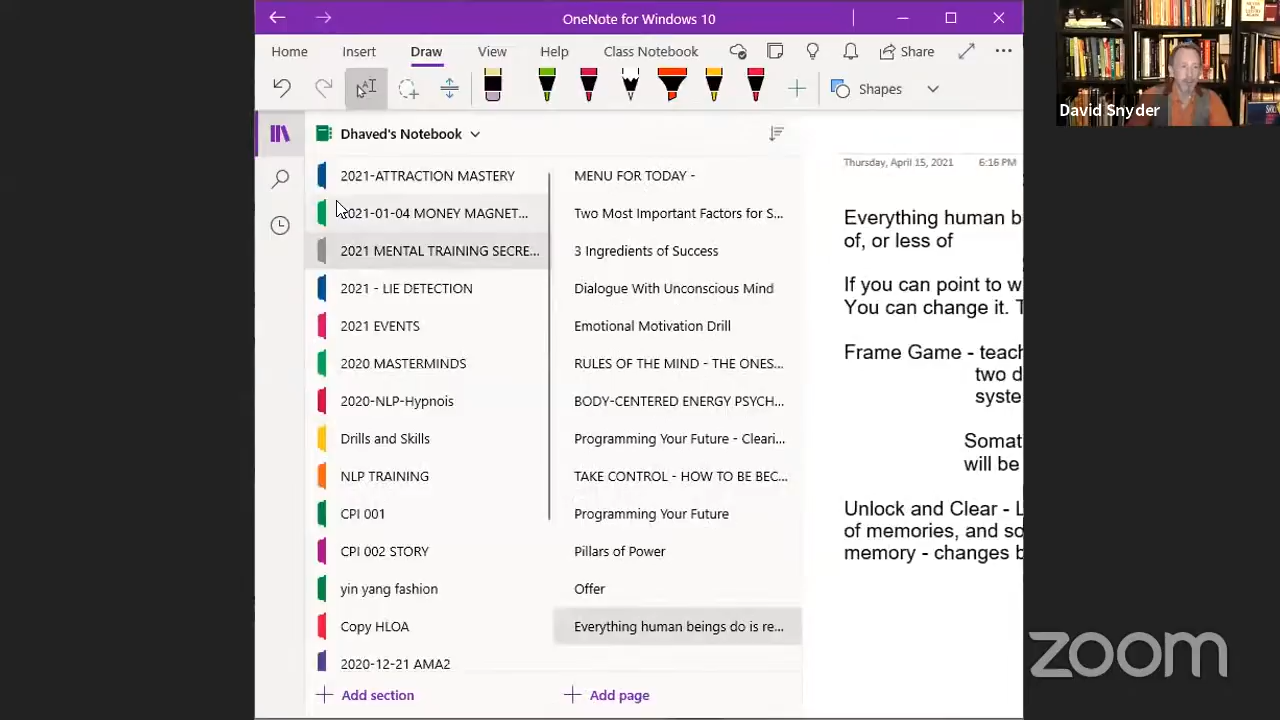 OneNote for Windows 10
Home
Insert
Draw
View
Help
Class Notebook
Share
Shapes
David Snyder
Dhaved's Notebook
2021-ATTRACTION MASTERY
2021-01-04 MONEY MAGNET...
2021 MENTAL TRAINING SECRE...
2021 - LIE DETECTION
2021 EVENTS
2020 MASTERMINDS
2020-NLP-Hypnois
Drills and Skills
NLP TRAINING
CPI 001
CPI 002 STORY
yin yang fashion
Copy HLOA
2020-12-21 AMA2
Add section
MENU FOR TODAY -
Two Most Important Factors for S...
3 Ingredients of Success
Dialogue With Unconscious Mind
Emotional Motivation Drill
RULES OF THE MIND - THE ONES...
BODY-CENTERED ENERGY PSYCH...
Programming Your Future - Cleari...
TAKE CONTROL - HOW TO BE BEC...
Programming Your Future
Pillars of Power
Offer
Everything human beings do is re...
Add page
Thursday, April 15, 2021 6:16 PM
Everything human b
of, or less of
If you can point to w
You can change it. T
Frame Game - teach
two d
syste
Somat
will be
Unlock and Clear - L
of memories, and so
memory - changes b
zoom